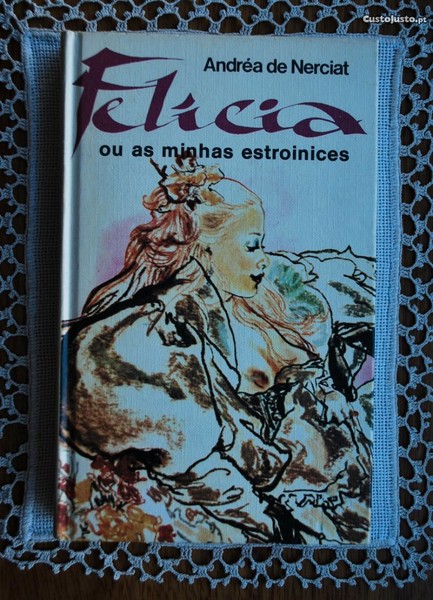 CustoJusto.pt
Andréa de Nerciat
Felícia
ou as minhas estroinices